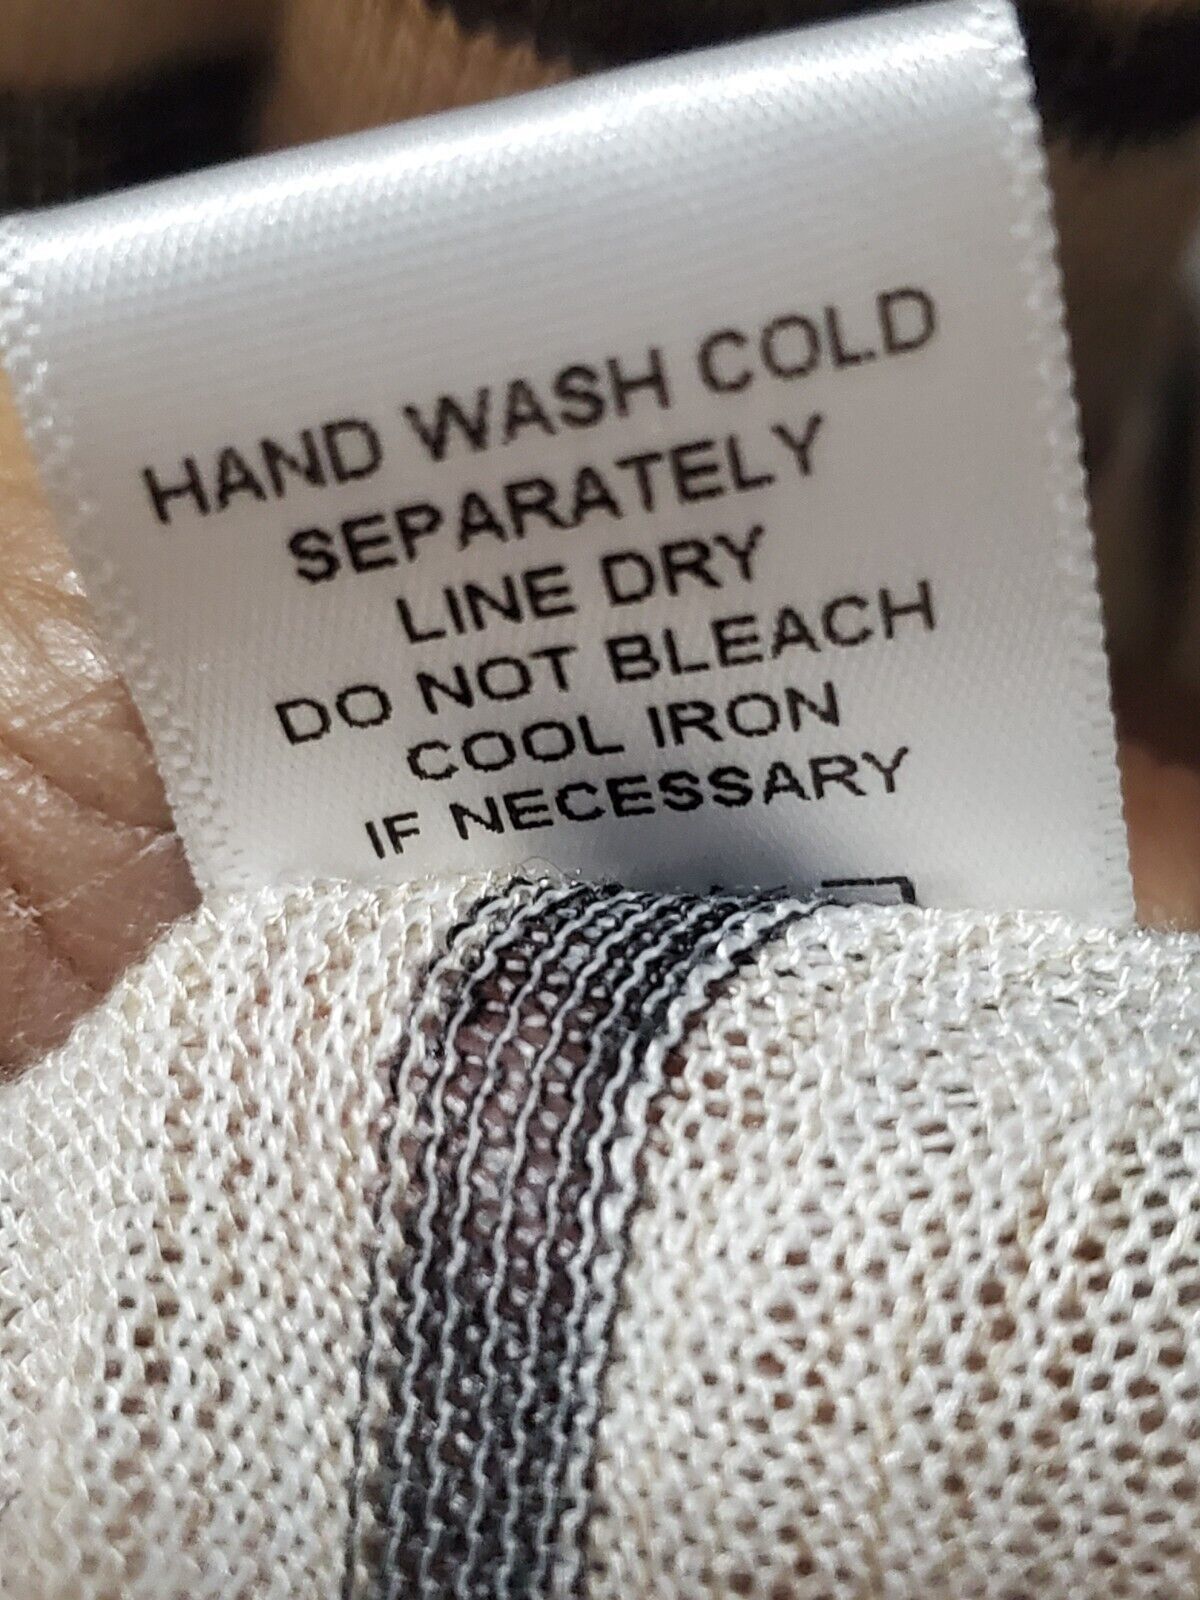 HAND WASH COLD
SEPARATELY
LINE DRY
DO NOT BLEACH
COOL IRON
IF NECESSARY